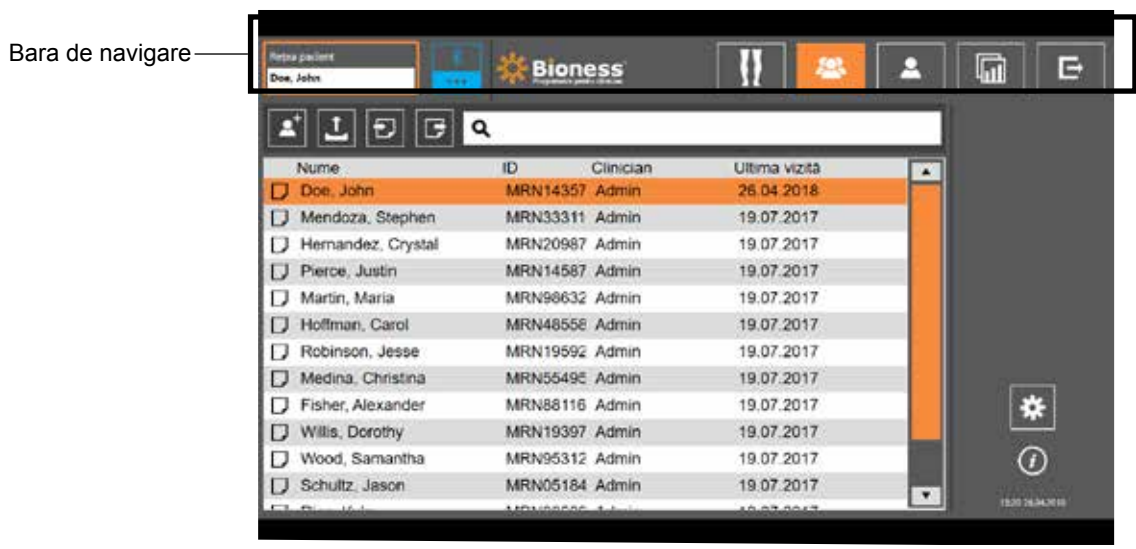 Bara de navigare
Rețea pacient
Doe, John
Bioness
Nume ID Clinician Ultima vizită
Doe, John MRN14357 Admin 26.04.2018
Mendoza, Stephen MRN33311 Admin 19.07.2017
Hernandez, Crystal MRN20987 Admin 19.07.2017
Pierce, Justin MRN14587 Admin 19.07.2017
Martin, Maria MRN98632 Admin 19.07.2017
Hoffman, Carol MRN48558 Admin 19.07.2017
Robinson, Jesse MRN19592 Admin 19.07.2017
Medina, Christina MRN55495 Admin 19.07.2017
Fisher, Alexander MRN88116 Admin 19.07.2017
Willis, Dorothy MRN19397 Admin 19.07.2017
Wood, Samantha MRN95312 Admin 19.07.2017
Schultz, Jason MRN05184 Admin 19.07.2017